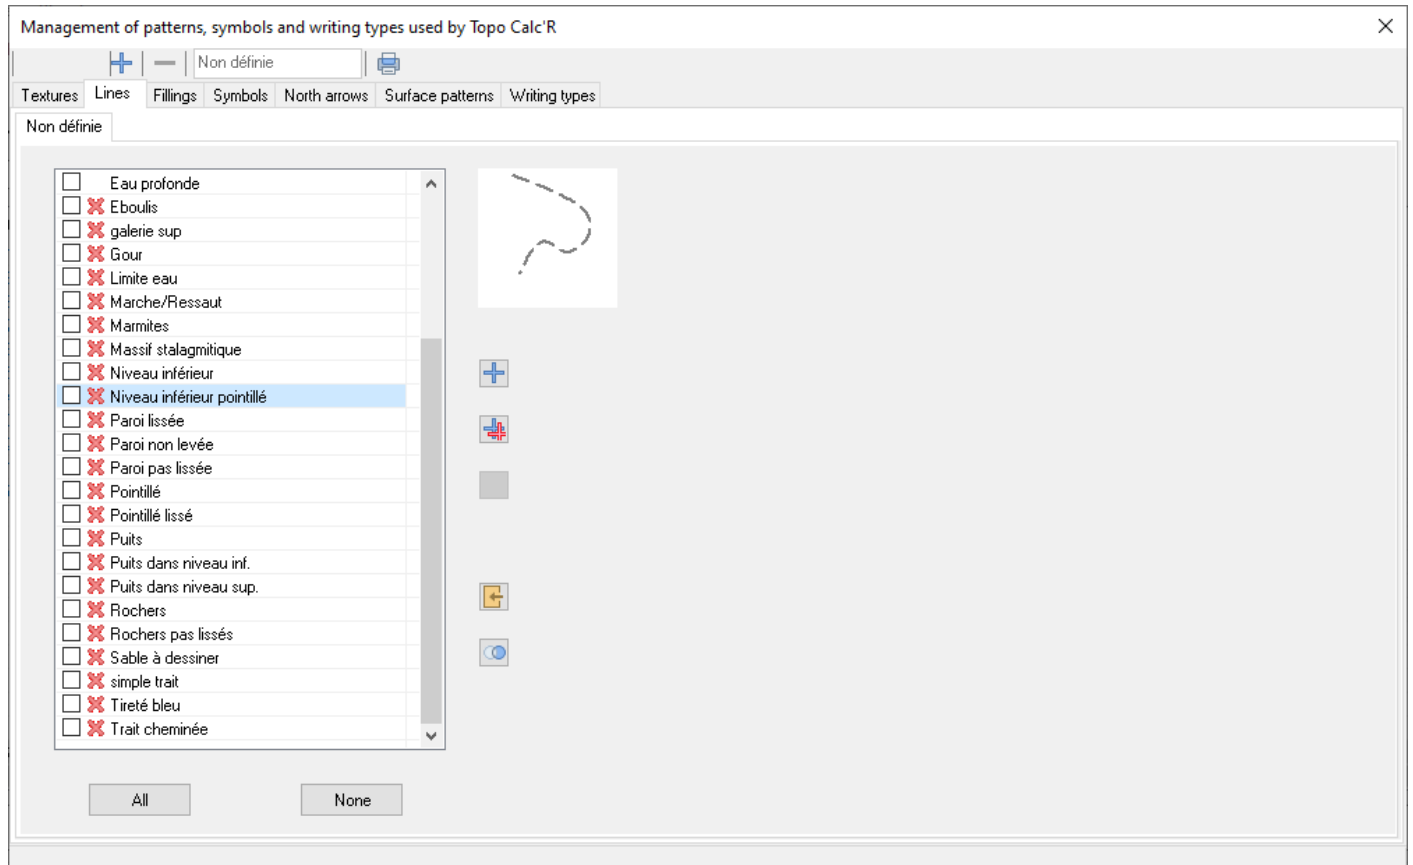 Management of patterns, symbols and writing types used by Topo Calc'R
Non définie
Textures Lines Fillings Symbols North arrows Surface patterns Writing types
Non définie
Eau profonde
Eboulis
galerie sup
Gour
Limite eau
Marche/Ressaut
Marmites
Massif stalagmitique
Niveau inférieur
Niveau inférieur pointillé
Paroi lissée
Paroi non levée
Paroi pas lissée
Pointillé
Pointillé lissé
Puits
Puits dans niveau inf.
Puits dans niveau sup.
Rochers
Rochers pas lissés
Sable à dessiner
simple trait
Tireté bleu
Trait cheminée
All None